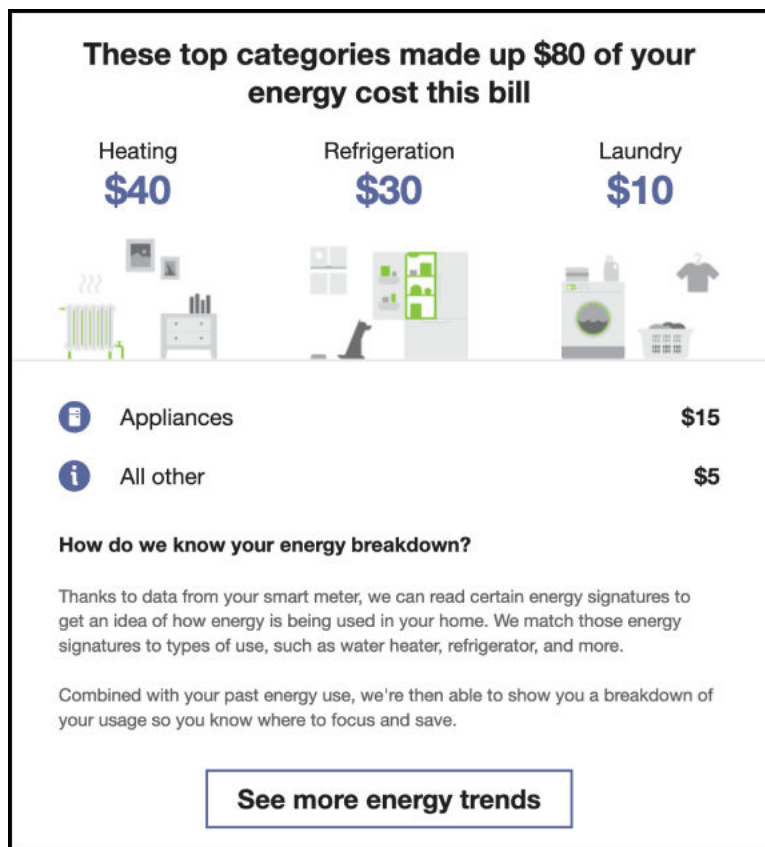 These top categories made up $80 of your
energy cost this bill
Heating
$40
Refrigeration
$30
Laundry
$10
Appliances $15
All other $5
How do we know your energy breakdown?
Thanks to data from your smart meter, we can read certain energy signatures to
get an idea of how energy is being used in your home. We match those energy
signatures to types of use, such as water heater, refrigerator, and more.
Combined with your past energy use, we're then able to show you a breakdown of
your usage so you know where to focus and save.
See more energy trends